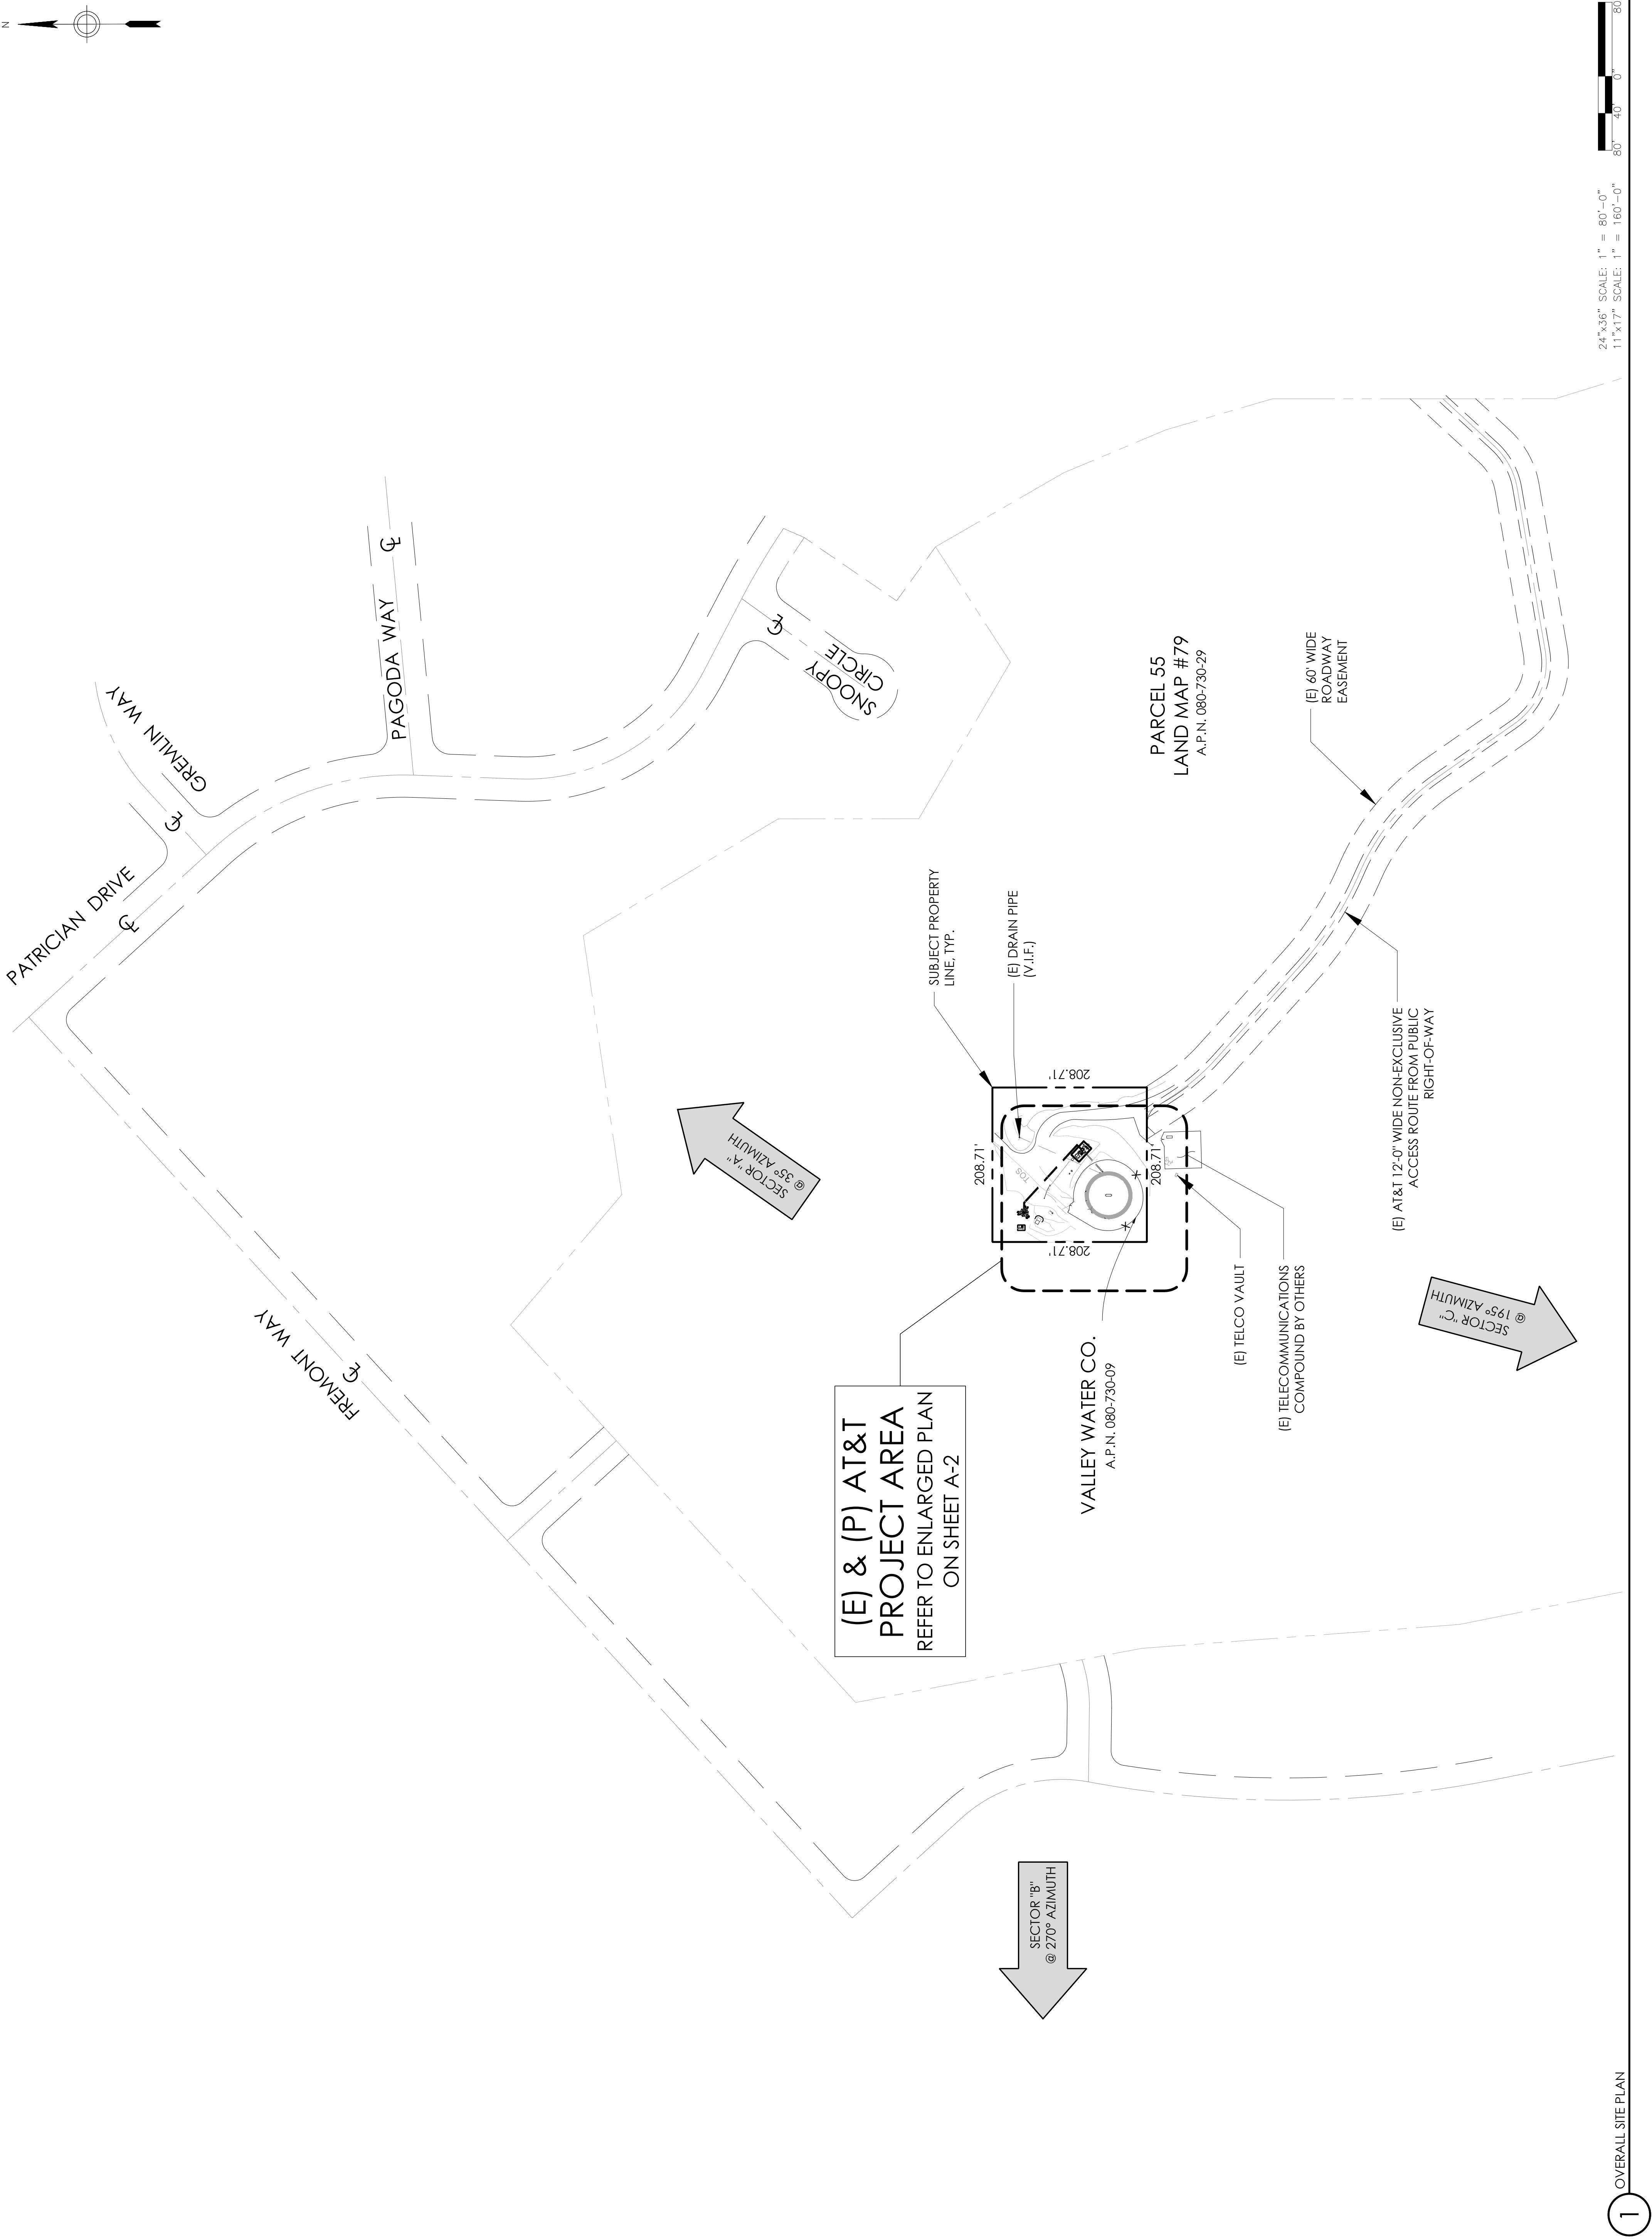 N
PATRICIAN DRIVE
GREMLIN WAY
PAGODA WAY
SNOOPY
CIRCLE
FREMONT WAY
SECTOR "A"
@ 35° AZIMUTH
SECTOR "B"
@ 270° AZIMUTH
SECTOR "C"
@ 195° AZIMUTH
(E) & (P) AT&T
PROJECT AREA
REFER TO ENLARGED PLAN
ON SHEET A-2
SUBJECT PROPERTY
LINE, TYP.
(E) DRAIN PIPE
(V.I.F.)
208.71'
208.71'
208.71'
208.71'
TOS
VALLEY WATER CO.
A.P.N. 080-730-09
PARCEL 55
LAND MAP #79
A.P.N. 080-730-29
(E) 60' WIDE
ROADWAY
EASEMENT
(E) TELCO VAULT
(E) TELECOMMUNICATIONS
COMPOUND BY OTHERS
(E) AT&T 12'-0" WIDE NON-EXCLUSIVE
ACCESS ROUTE FROM PUBLIC
RIGHT-OF-WAY
24"x36" SCALE: 1" = 80'-0"
11"x17" SCALE: 1" = 160'-0"
80' 40' 0" 80
1
OVERALL SITE PLAN